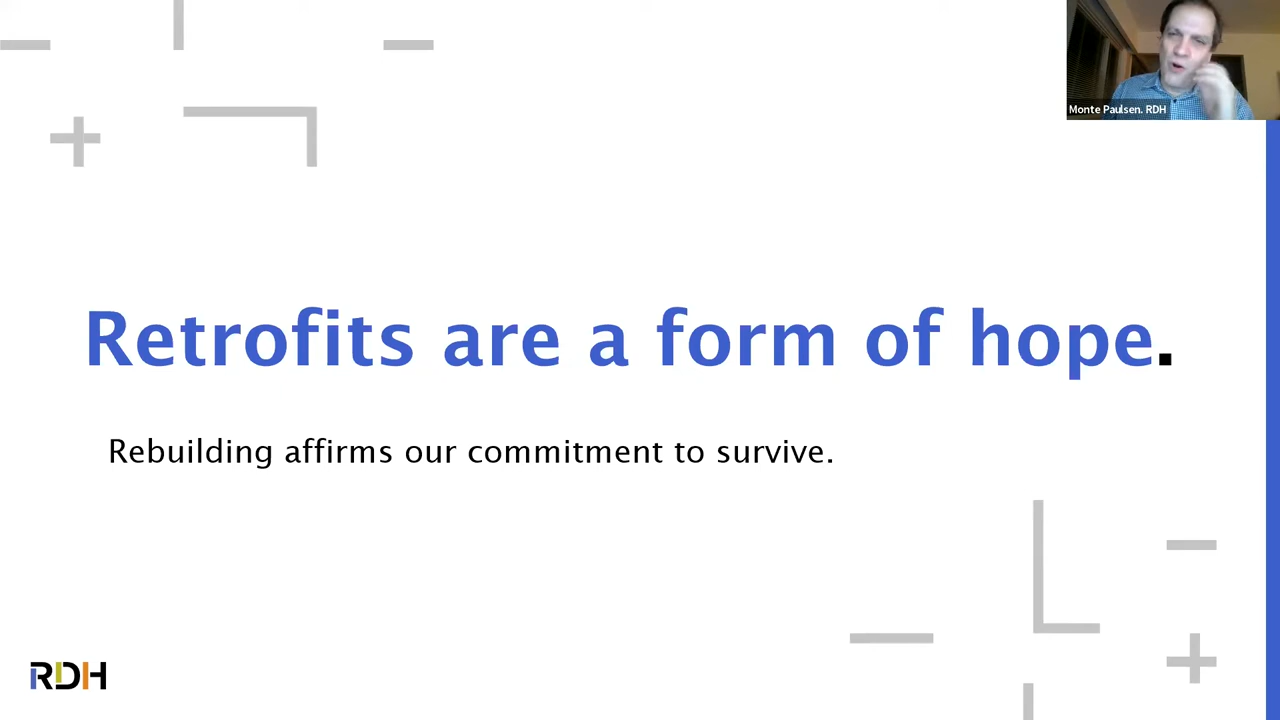 Monte Paulsen. RDH
Retrofits are a form of hope.
Rebuilding affirms our commitment to survive.
RDH